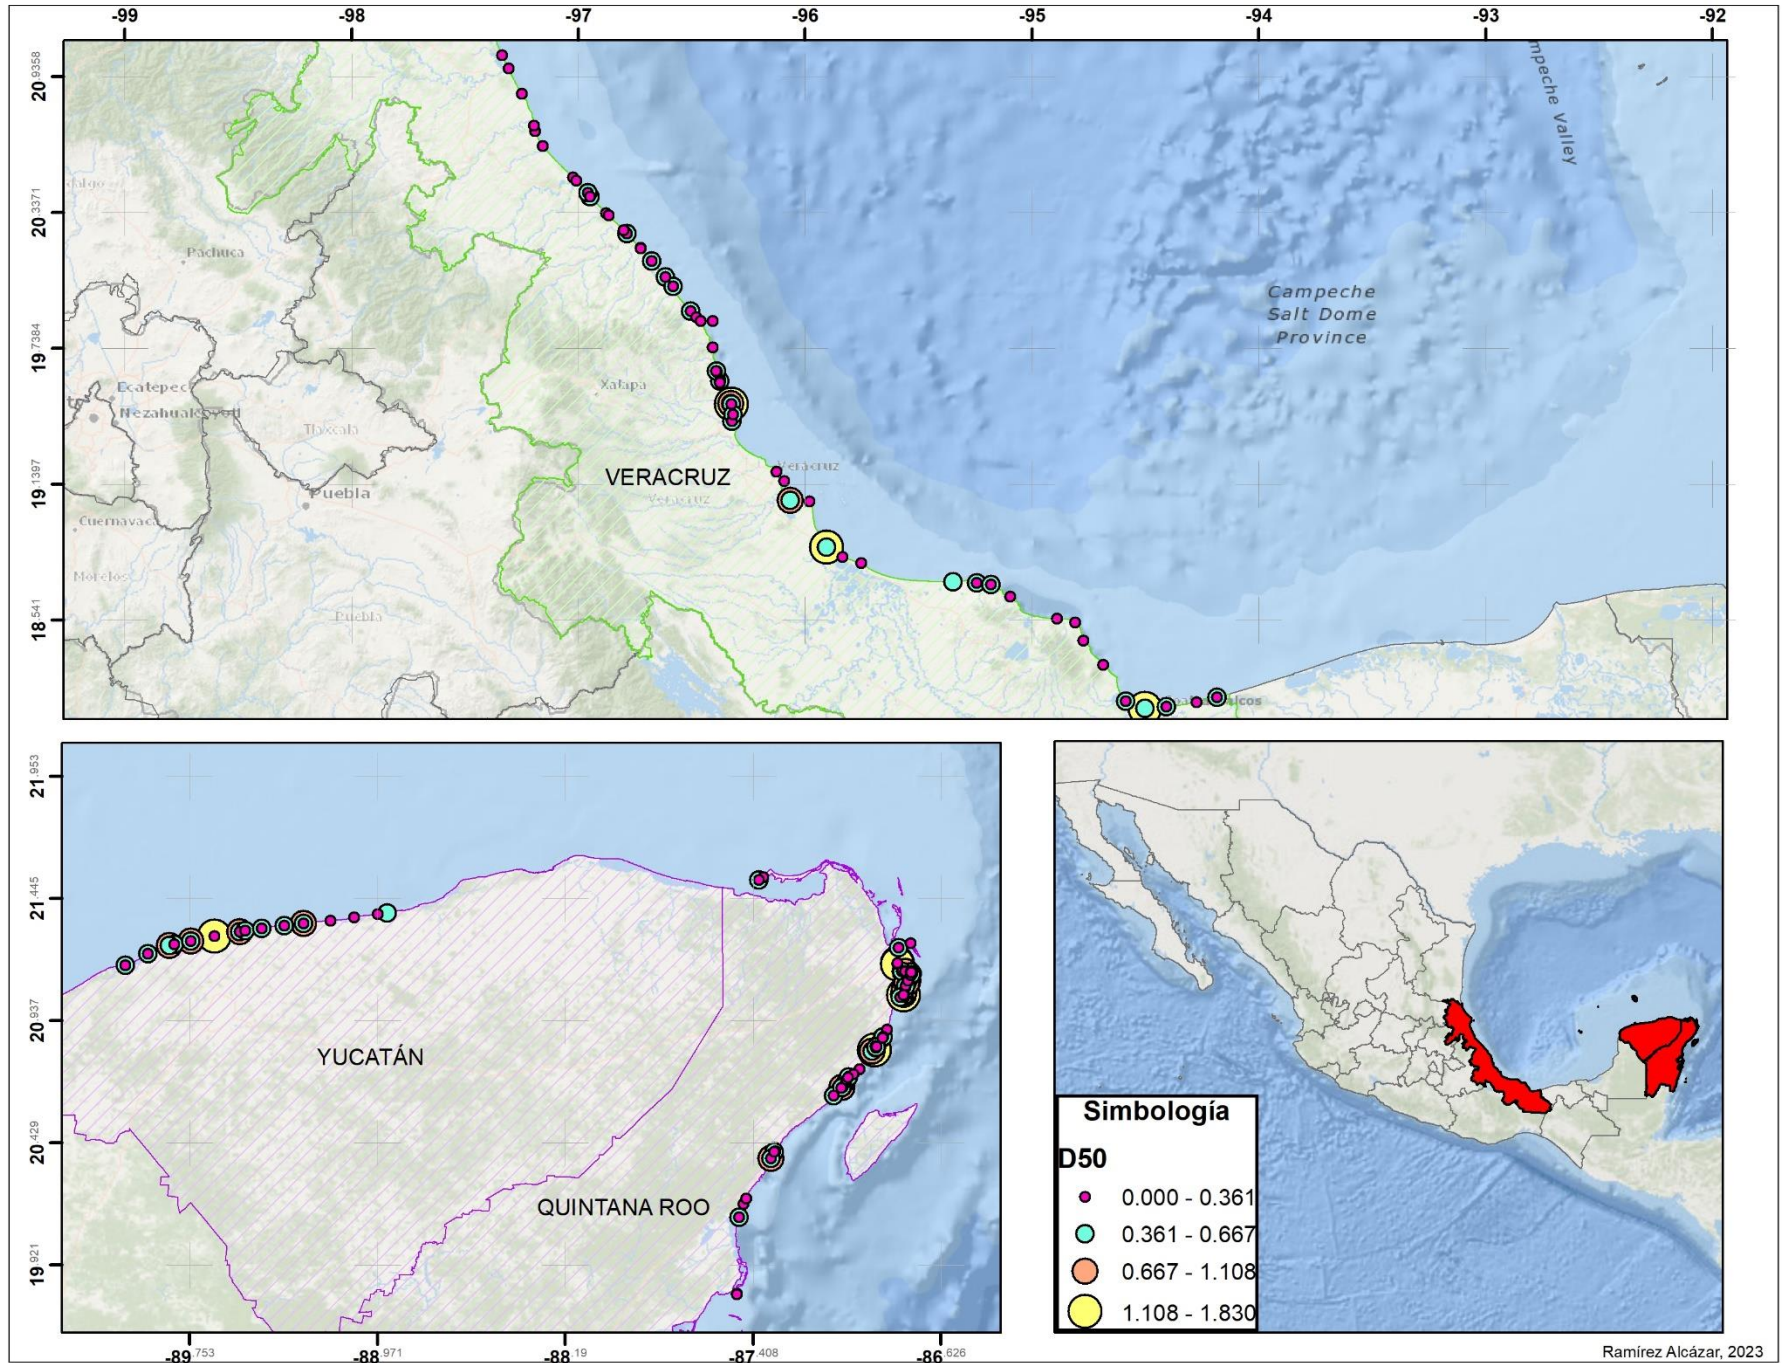 -99 -98 -97 -96 -95 -94 -93 -92
20.9358
20.3371
19.7384
19.1397
18.541
mpeche Valley
Campeche
Salt Dome
Province
Pachuca
Ecatepec
Xalapa
Tlaxcala
VERACRUZ
Veracruz
Veracruz
Puebla
Cuernavaca
Morelos
Puebla
21.953
21.445
20.937
20.429
19.921
YUCATÁN
QUINTANA ROO
-89.753 -88.971 -88.19 -87.408 -86.626
Simbología
D50
0.000 - 0.361
0.361 - 0.667
0.667 - 1.108
1.108 - 1.830
Ramírez Alcázar, 2023